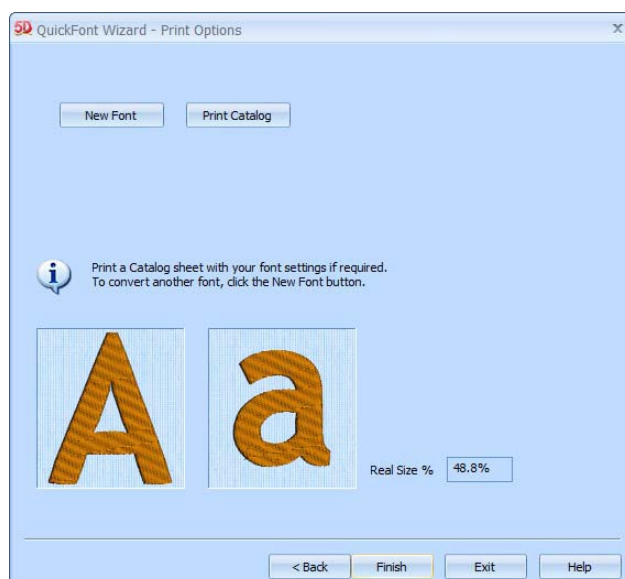 5D QuickFont Wizard - Print Options x
New Font Print Catalog
Print a Catalog sheet with your font settings if required.
To convert another font, click the New Font button.
A a
Real Size % 48.8%
< Back Finish Exit Help